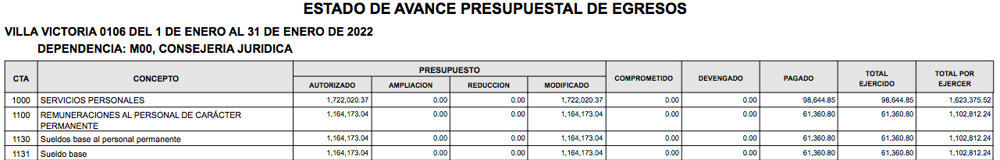 ESTADO DE AVANCE PRESUPUESTAL DE EGRESOS
VILLA VICTORIA 0106 DEL 1 DE ENERO AL 31 DE ENERO DE 2022
DEPENDENCIA: M00, CONSEJERIA JURIDICA
CTA CONCEPTO PRESUPUESTO COMPROMETIDO DEVENGADO PAGADO TOTAL EJERCIDO TOTAL POR EJERCER
AUTORIZADO AMPLIACION REDUCCION MODIFICADO
1000 SERVICIOS PERSONALES 1,722,020.37 0.00 0.00 1,722,020.37 0.00 0.00 98,644.85 98,644.85 1,623,375.52
1100 REMUNERACIONES AL PERSONAL DE CARÁCTER 1,164,173.04 0.00 0.00 1,164,173.04 0.00 0.00 61,360.80 61,360.80 1,102,812.24
PERMANENTE
1130 Sueldos base al personal permanente 1,164,173.04 0.00 0.00 1,164,173.04 0.00 0.00 61,360.80 61,360.80 1,102,812.24
1131 Sueldo base 1,164,173.04 0.00 0.00 1,164,173.04 0.00 0.00 61,360.80 61,360.80 1,102,812.24